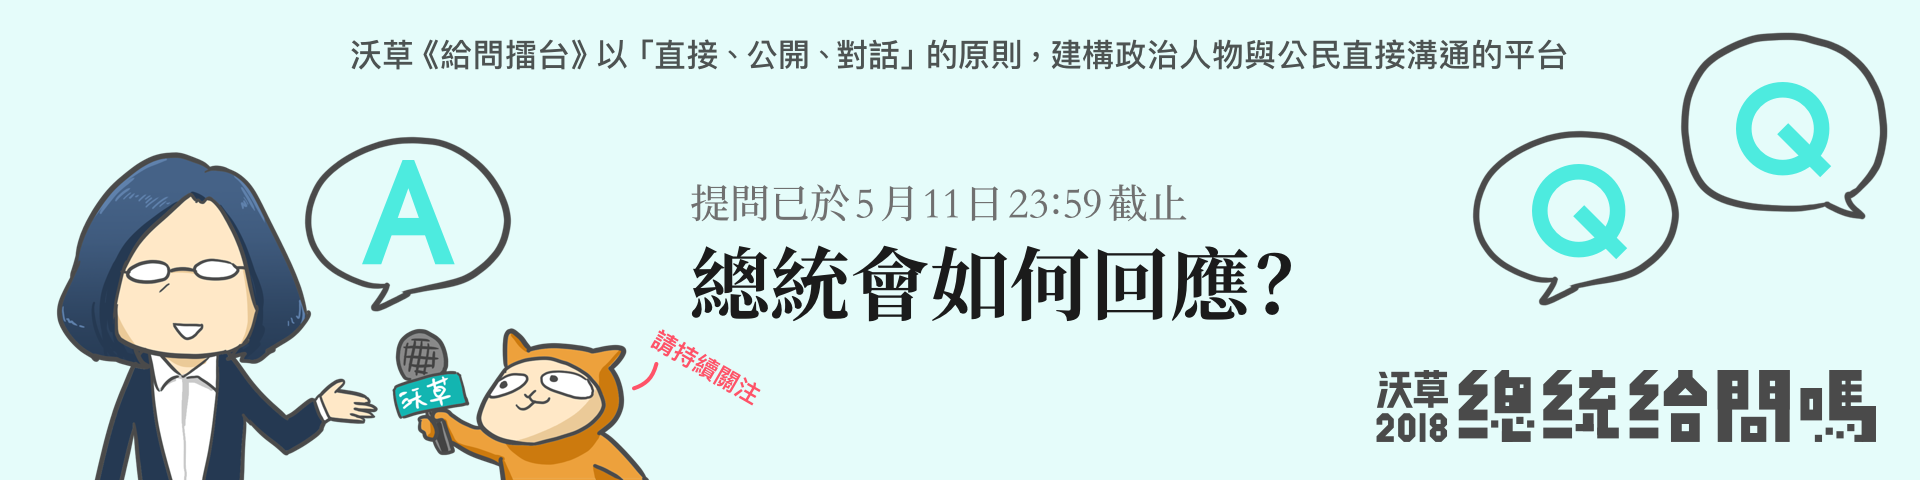 沃草《給問擂台》以「直接、公開、對話」的原則，建構政治人物與公民直接溝通的平台
Q
A
Q
提問已於5月11日23:59截止
總統會如何回應？
請持續關注
沃草
沃草
2018
總統給問嗎